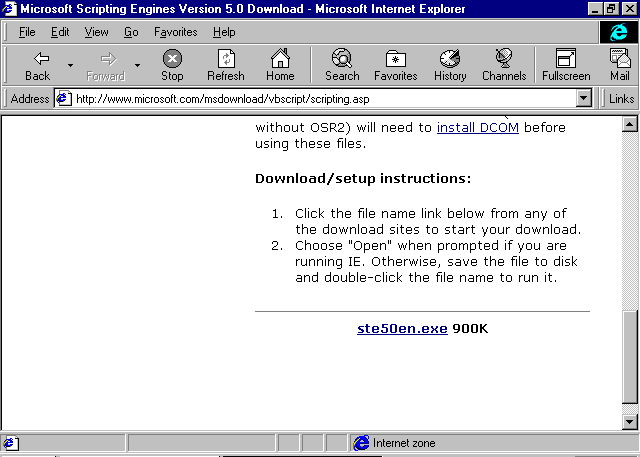 Microsoft Scripting Engines Version 5.0 Download - Microsoft Internet Explorer
File Edit View Go Favorites Help
Back Forward Stop Refresh Home Search Favorites History Channels Fullscreen Mail
Address http://www.microsoft.com/msdownload/vbscript/scripting.asp Links
without OSR2) will need to install DCOM before
using these files.
Download/setup instructions:
1. Click the file name link below from any of
the download sites to start your download.
2. Choose "Open" when prompted if you are
running IE. Otherwise, save the file to disk
and double-click the file name to run it.
ste50en.exe 900K
Internet zone